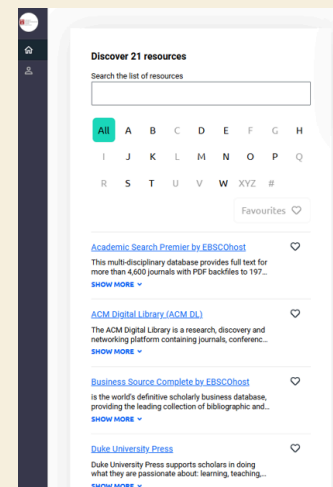 Discover 21 resources
Search the list of resources
All A B C D E F G H
I J K L M N O P Q
R S T U V W XYZ #
Favourites
Academic Search Premier by EBSCOhost
This multi-disciplinary database provides full text for
more than 4,600 journals with PDF backfiles to 197...
SHOW MORE
ACM Digital Library (ACM DL)
The ACM Digital Library is a research, discovery and
networking platform containing journals, conferenc...
SHOW MORE
Business Source Complete by EBSCOhost
is the world's definitive scholarly business database,
providing the leading collection of bibliographic and...
SHOW MORE
Duke University Press
Duke University Press supports scholars in doing
what they are passionate about: learning, teaching,...
SHOW MORE